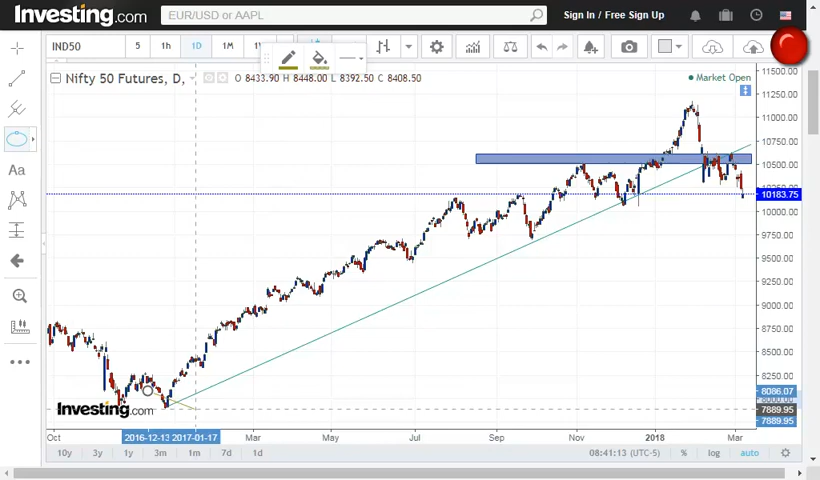 Investing.com
EUR/USD or AAPL
Sign In / Free Sign Up
IND50
5
1h
1D
1M
Nifty 50 Futures, D,
O 8433.90 H 8448.00 L 8392.50 C 8408.50
Market Open
11500.00
11250.00
11000.00
10750.00
10500.00
10183.75
10000.00
9750.00
9500.00
9250.00
9000.00
8750.00
8500.00
8250.00
8086.07
7889.95
7889.95
Aa
Investing.com
Oct
2016-12-13
2017-01-17
Mar
May
Jul
Sep
Nov
2018
Mar
10y
3y
1y
3m
1m
7d
1d
08:41:13 (UTC-5)
%
log
auto